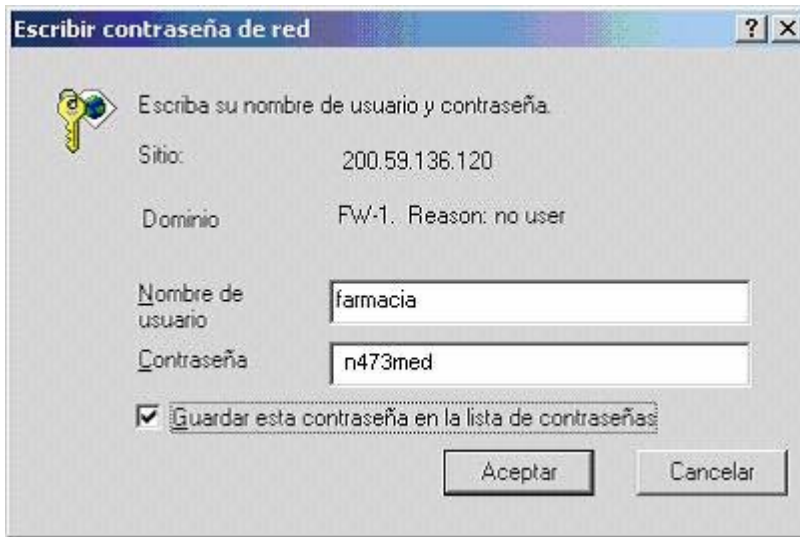 Escribir contraseña de red
Escriba su nombre de usuario y contraseña.
Sitio: 200.59.136.120
Dominio FW-1. Reason: no user
Nombre de usuario farmacia
Contraseña n473med
Guardar esta contraseña en la lista de contraseñas
Aceptar Cancelar